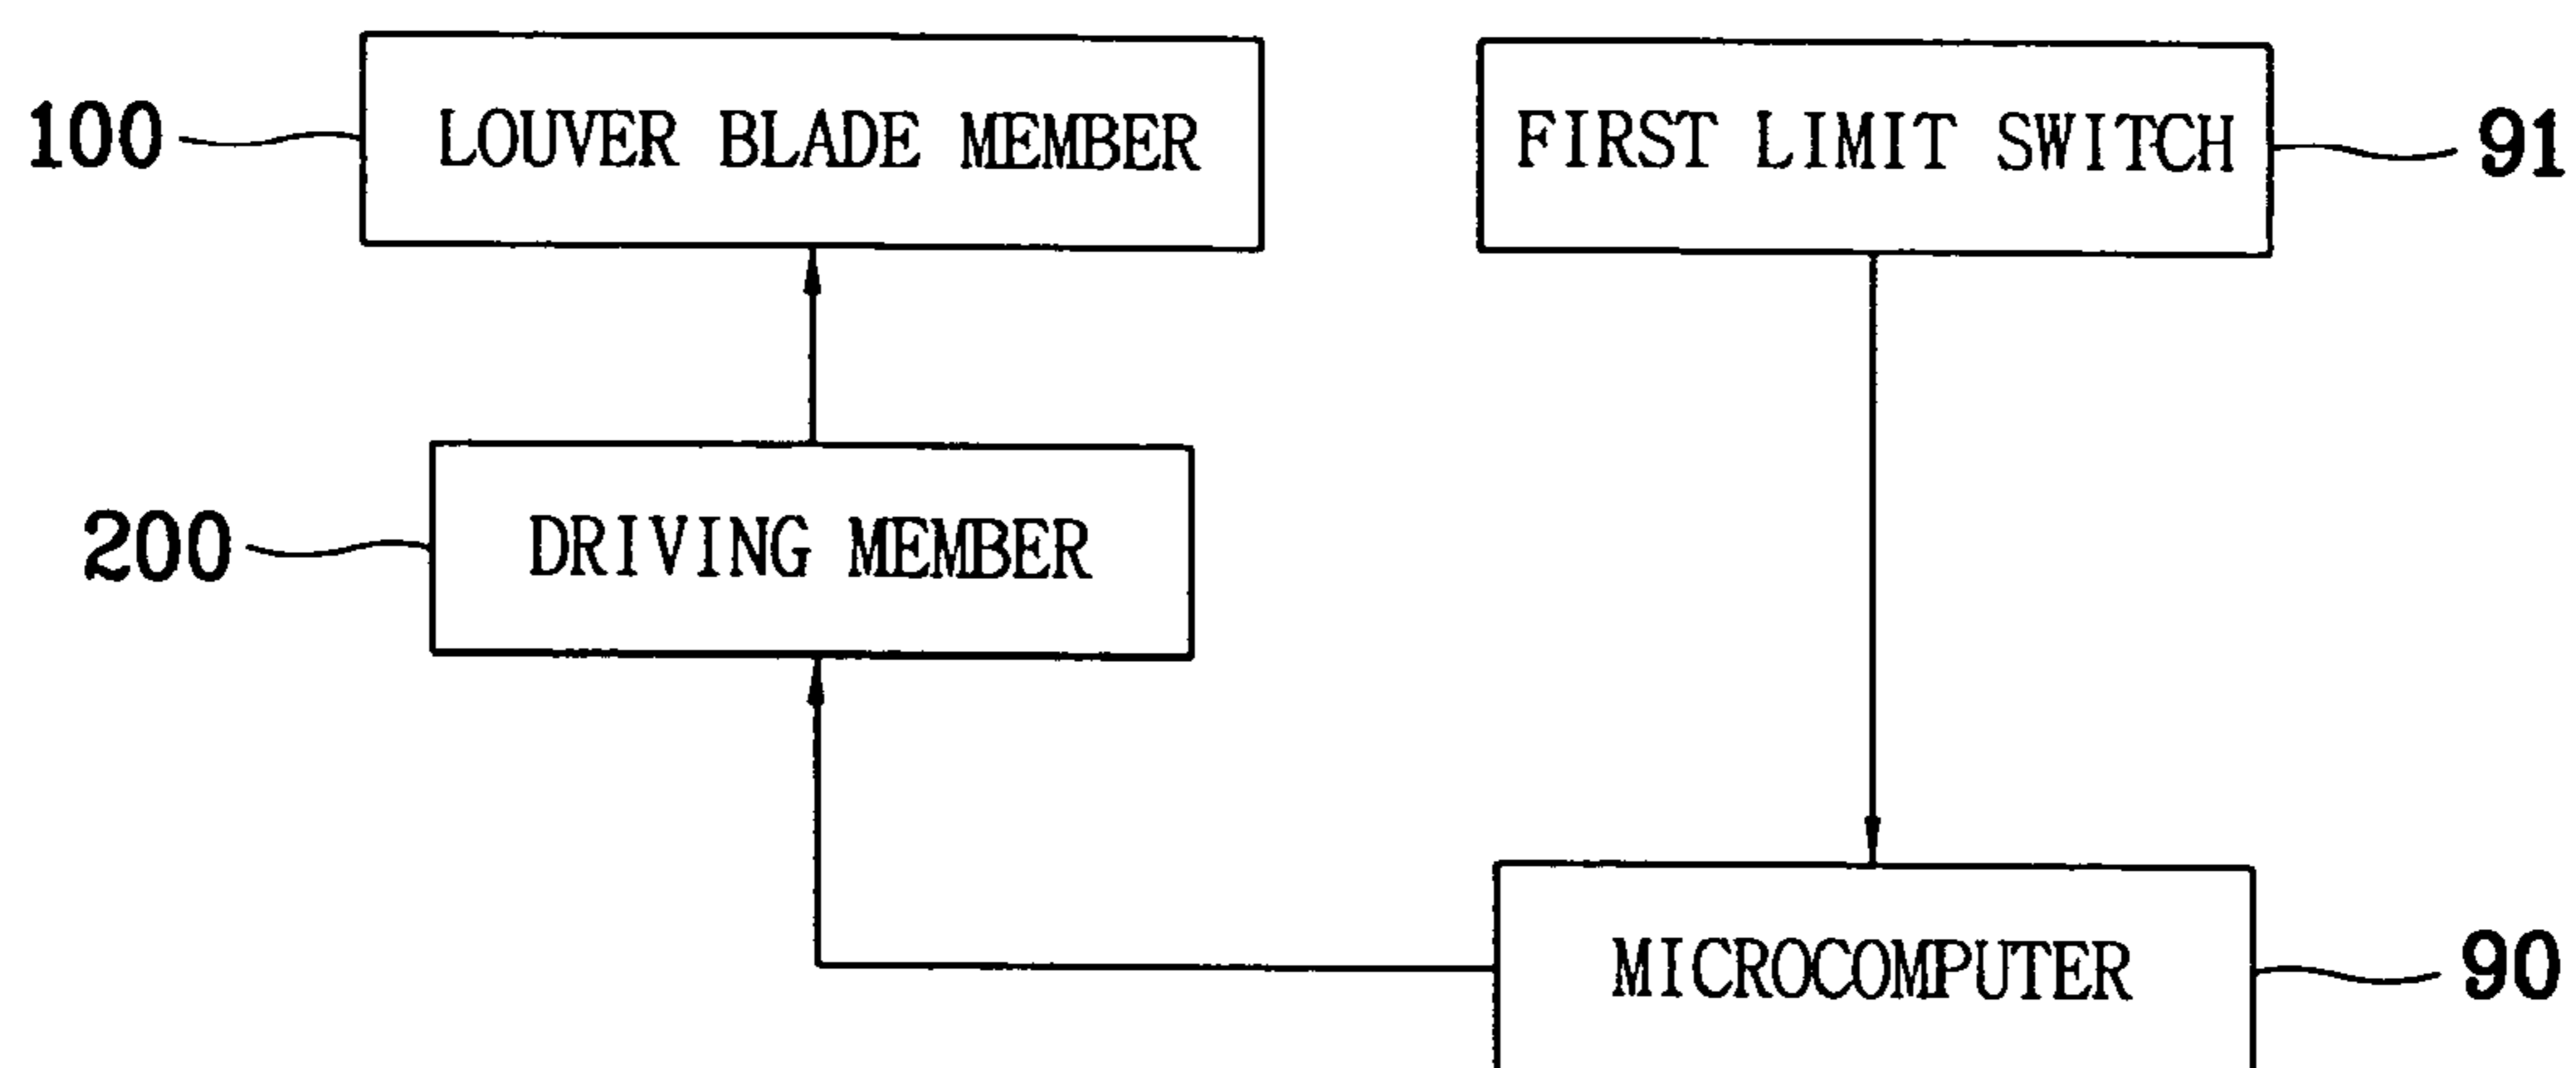 100 LOUVER BLADE MEMBER
FIRST LIMIT SWITCH 91
200 DRIVING MEMBER
MICROCOMPUTER 90